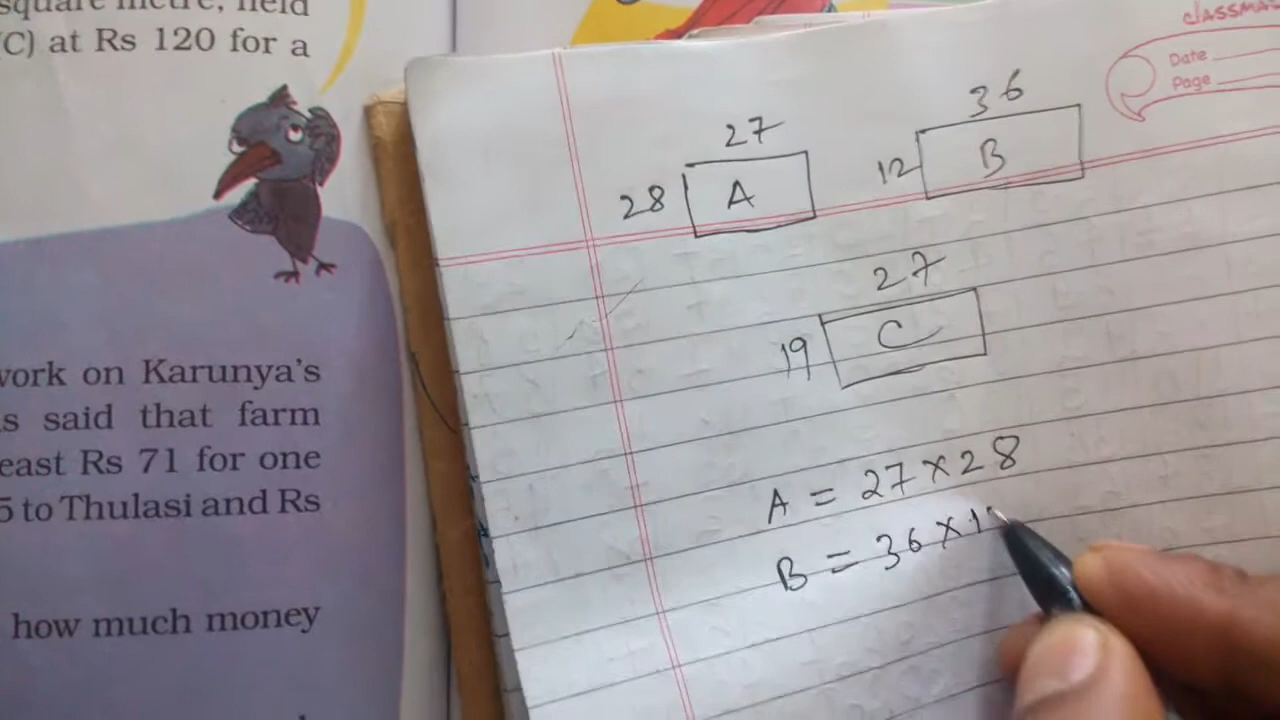 square metre, field
(C) at Rs 120 for a
work on Karunya's
s said that farm
east Rs 71 for one
5 to Thulasi and Rs
how much money
classma
Date
Page
27
28 A
36
12 B
27
19 C
A = 27 × 28
B = 36 × 1